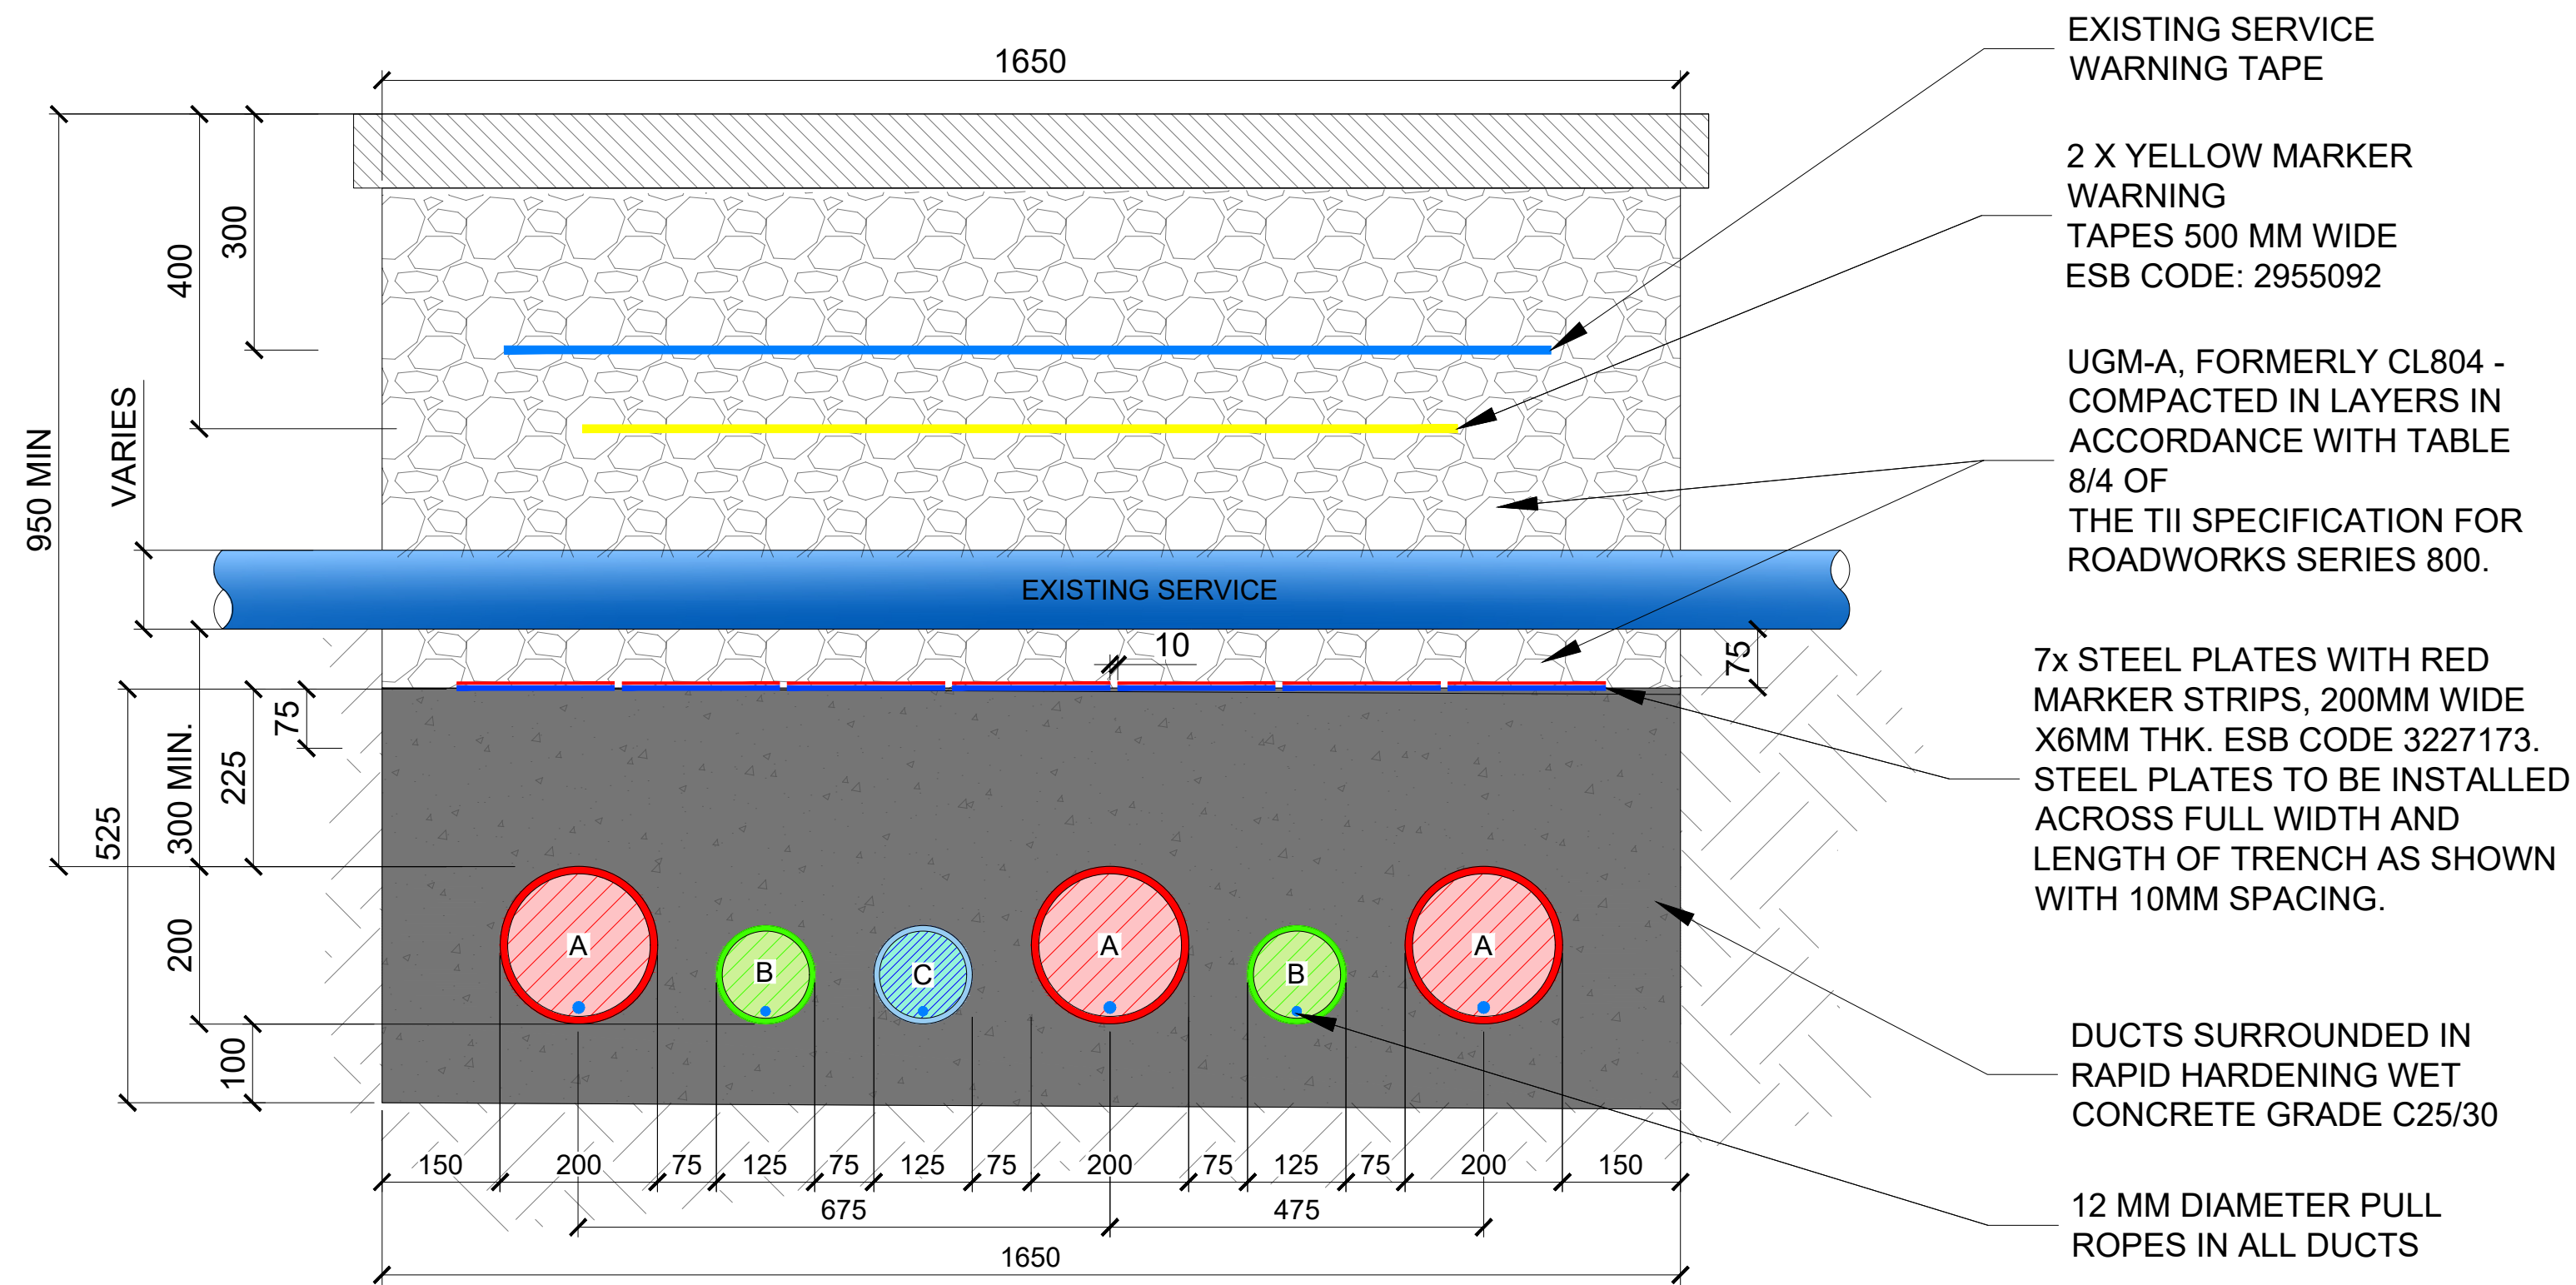 1650
EXISTING SERVICE
WARNING TAPE
2 X YELLOW MARKER
WARNING
TAPES 500 MM WIDE
ESB CODE: 2955092
UGM-A, FORMERLY CL804 -
COMPACTED IN LAYERS IN
ACCORDANCE WITH TABLE
8/4 OF
THE TII SPECIFICATION FOR
ROADWORKS SERIES 800.
7x STEEL PLATES WITH RED
MARKER STRIPS, 200MM WIDE
X6MM THK. ESB CODE 3227173.
STEEL PLATES TO BE INSTALLED
ACROSS FULL WIDTH AND
LENGTH OF TRENCH AS SHOWN
WITH 10MM SPACING.
DUCTS SURROUNDED IN
RAPID HARDENING WET
CONCRETE GRADE C25/30
12 MM DIAMETER PULL
ROPES IN ALL DUCTS
950 MIN
VARIES
400
300
EXISTING SERVICE
10
75
525
300 MIN.
225
75
200
100
A
B
C
A
B
A
150
200
75
125
75
125
75
200
75
125
75
200
150
675
475
1650